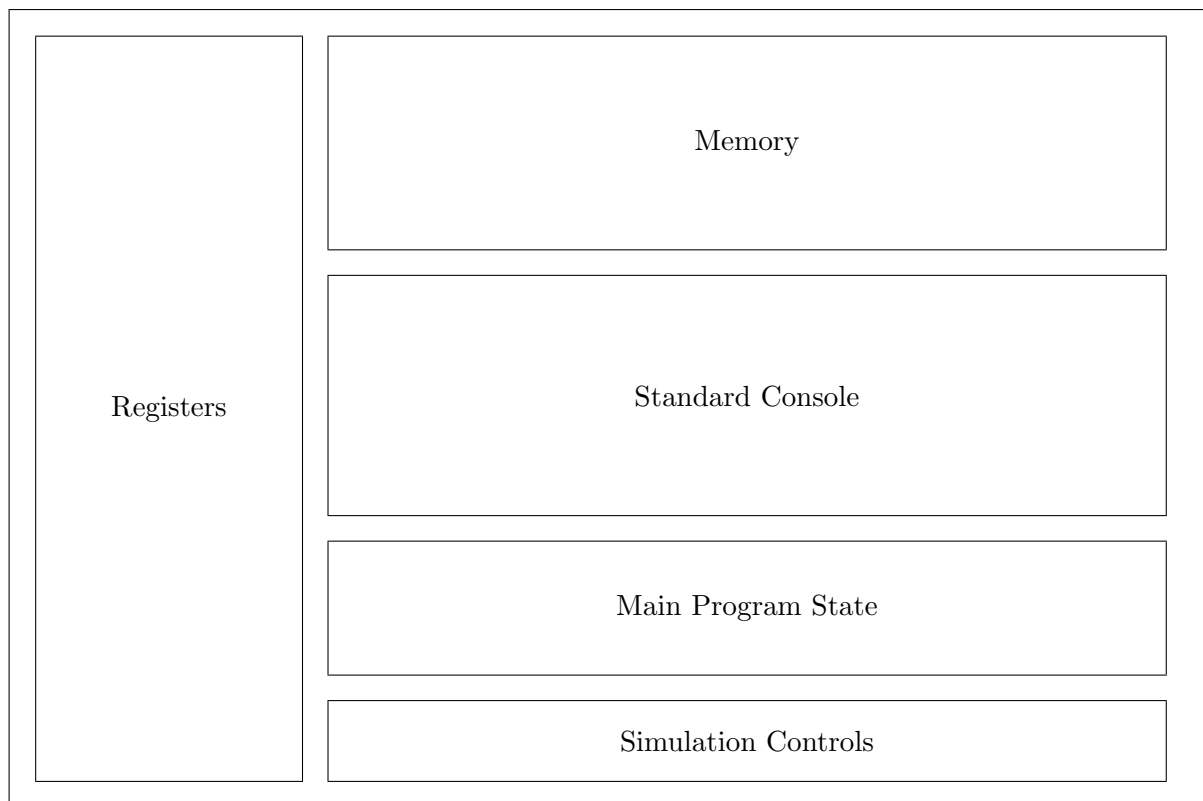 Registers
Memory
Standard Console
Main Program State
Simulation Controls